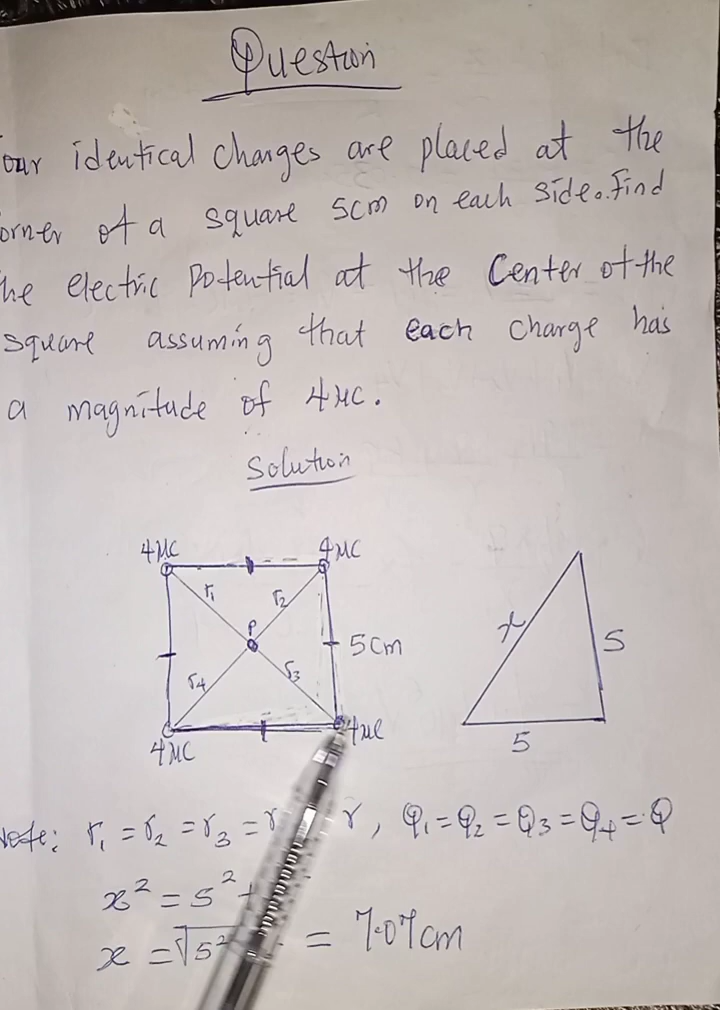 Question
our identical charges are placed at the
orner of a square 5cm on each side. Find
he electric potential at the Center of the
square assuming that each charge has
a magnitude of 4μC.
Solution
4μC 4μC
r₁ r₂
P
5cm
r₄ r₃
4μC 4μC
x 5
5
Note: r₁ = r₂ = r₃ = r, Q₁ = Q₂ = Q₃ = Q₄ = Q
x² = 5² +
x = √5² = 7.07cm